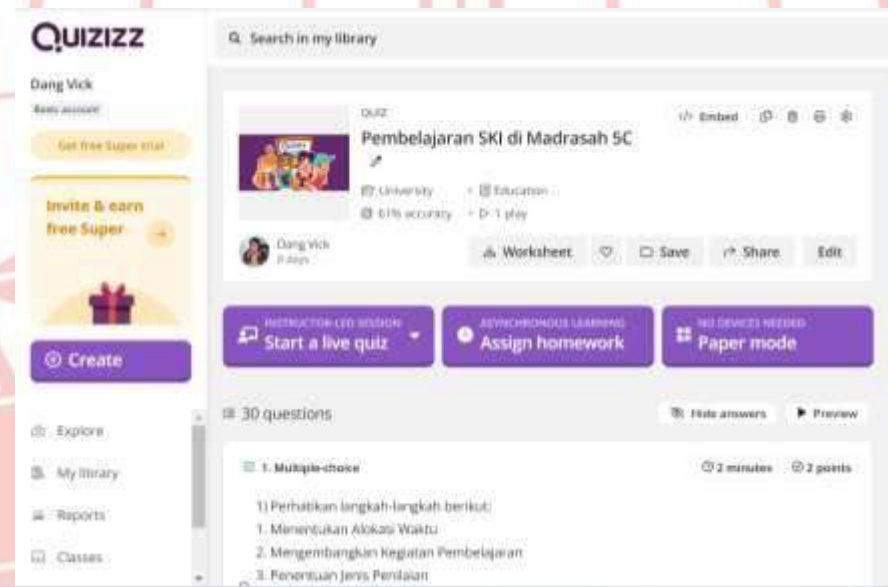 QUIZIZZ
Search in my library
Dang Vick
Basic account
Get free Super trial
Invite & earn
free Super
Create
Explore
My library
Reports
Classes
QUIZ
Pembelajaran SKI di Madrasah 5C
</> Embed
University • Education
61% accuracy • 1 play
Dang Vick
Worksheet
Save
Share
Edit
INSTRUCTOR-LED SESSION
Start a live quiz
ASYNCHRONOUS LEARNING
Assign homework
NO DEVICES NEEDED
Paper mode
30 questions
Hide answers
Preview
1. Multiple-choice
2 minutes
2 points
1) Perhatikan langkah-langkah berikut:
1. Menentukan Alokasi Waktu
2. Mengembangkan Kegiatan Pembelajaran
3. Penentuan Jenis Penilaian